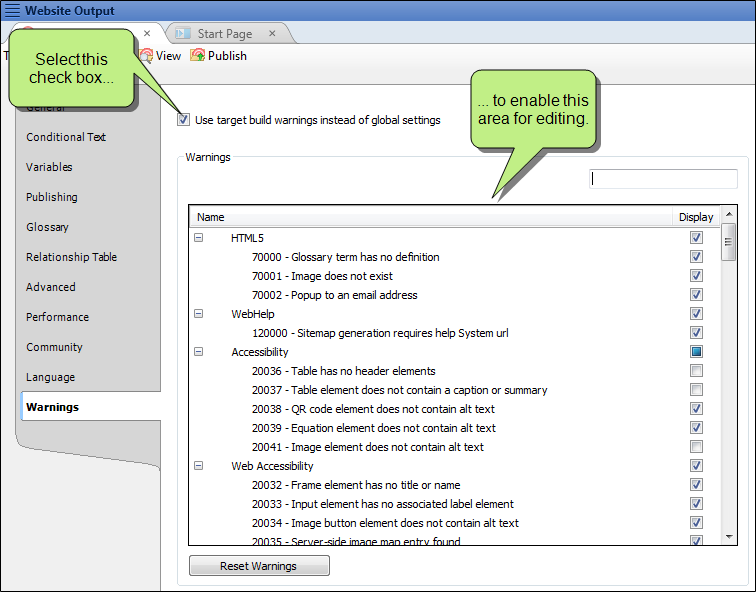 Website Output
Start Page
T
View
Publish
Select this
check box...
... to enable this
area for editing.
General
Conditional Text
Variables
Publishing
Glossary
Relationship Table
Advanced
Performance
Community
Language
Warnings
Use target build warnings instead of global settings
Warnings
Name Display
HTML5
70000 - Glossary term has no definition
70001 - Image does not exist
70002 - Popup to an email address
WebHelp
120000 - Sitemap generation requires help System url
Accessibility
20036 - Table has no header elements
20037 - Table element does not contain a caption or summary
20038 - QR code element does not contain alt text
20039 - Equation element does not contain alt text
20041 - Image element does not contain alt text
Web Accessibility
20032 - Frame element has no title or name
20033 - Input element has no associated label element
20034 - Image button element does not contain alt text
20035 - Server-side image map entry found
Reset Warnings